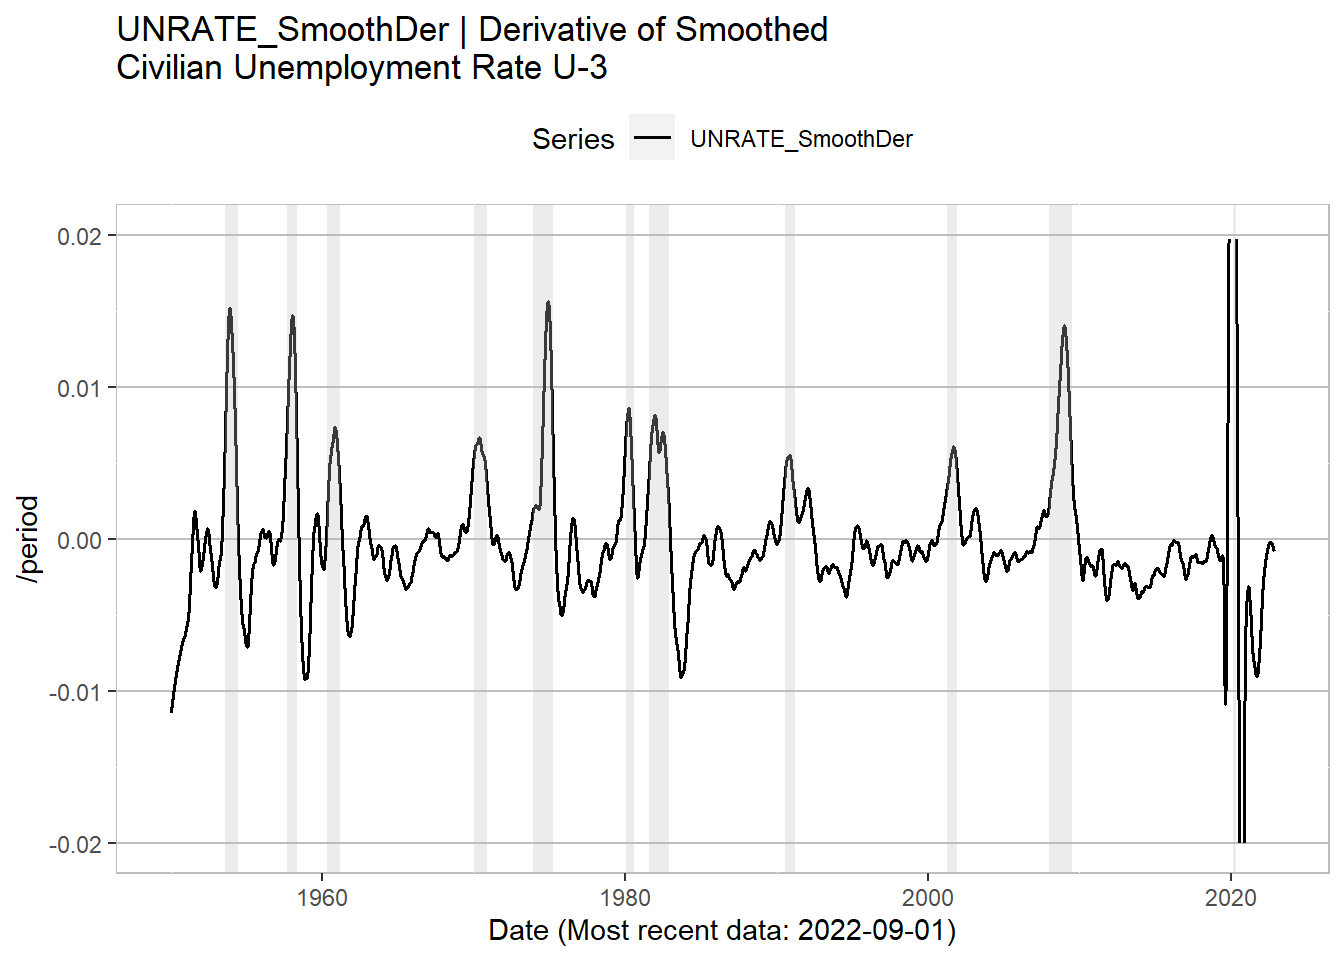 UNRATE_SmoothDer | Derivative of Smoothed
Civilian Unemployment Rate U-3
Series UNRATE_SmoothDer
0.02
0.01
0.00
-0.01
-0.02
/period
1960 1980 2000 2020
Date (Most recent data: 2022-09-01)